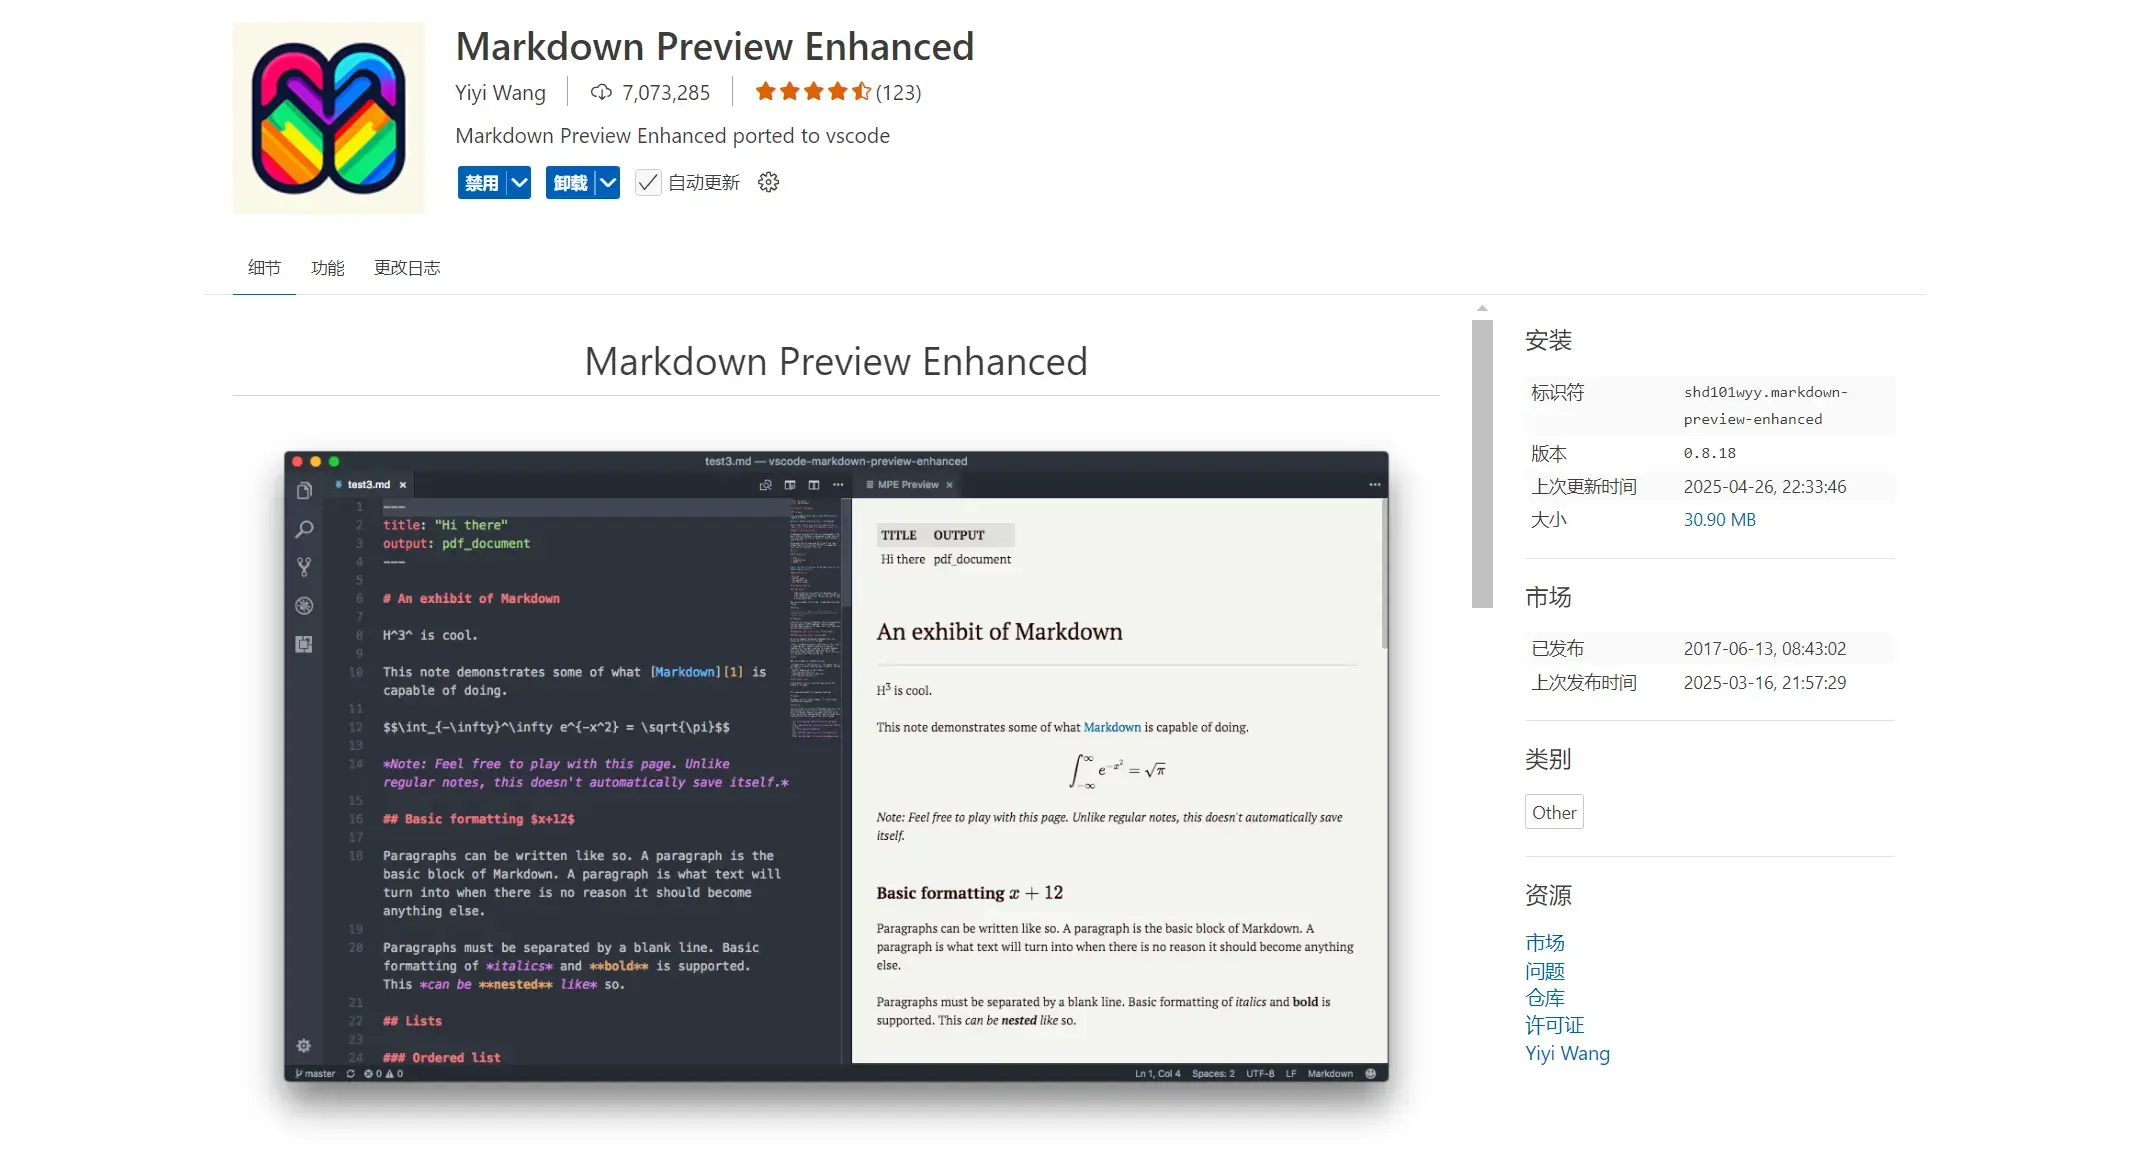 Markdown Preview Enhanced
Yiyi Wang 7,073,285 (123)
Markdown Preview Enhanced ported to vscode
禁用 卸载 自动更新
细节 功能 更改日志
Markdown Preview Enhanced
test3.md — vscode-markdown-preview-enhanced
test3.md ×
1 ---
2 title: "Hi there"
3 output: pdf_document
4 ---
5
6 # An exhibit of Markdown
7
8 H^3^ is cool.
9
10 This note demonstrates some of what [Markdown][1] is
capable of doing.
11
12 $$\int_{-\infty}^\infty e^{-x^2} = \sqrt{\pi}$$
13
14 *Note: Feel free to play with this page. Unlike
regular notes, this doesn't automatically save itself.*
15
16 ## Basic formatting $x+12$
17
18 Paragraphs can be written like so. A paragraph is the
basic block of Markdown. A paragraph is what text will
turn into when there is no reason it should become
anything else.
19
20 Paragraphs must be separated by a blank line. Basic
formatting of *italics* and **bold** is supported.
This *can be **nested** like* so.
21
22 ## Lists
23
24 ### Ordered list
MPE Preview ×
TITLE OUTPUT
Hi there pdf_document
An exhibit of Markdown
H³ is cool.
This note demonstrates some of what Markdown is capable of doing.
∫_{-∞}^{∞} e^{-x²} = √π
Note: Feel free to play with this page. Unlike regular notes, this doesn't automatically save
itself.
Basic formatting x + 12
Paragraphs can be written like so. A paragraph is the basic block of Markdown. A
paragraph is what text will turn into when there is no reason it should become anything
else.
Paragraphs must be separated by a blank line. Basic formatting of italics and bold is
supported. This can be nested like so.
master 0 0 Ln 1, Col 4 Spaces: 2 UTF-8 LF Markdown
安装
标识符 shd101wyy.markdown-
preview-enhanced
版本 0.8.18
上次更新时间 2025-04-26, 22:33:46
大小 30.90 MB
市场
已发布 2017-06-13, 08:43:02
上次发布时间 2025-03-16, 21:57:29
类别
Other
资源
市场
问题
仓库
许可证
Yiyi Wang